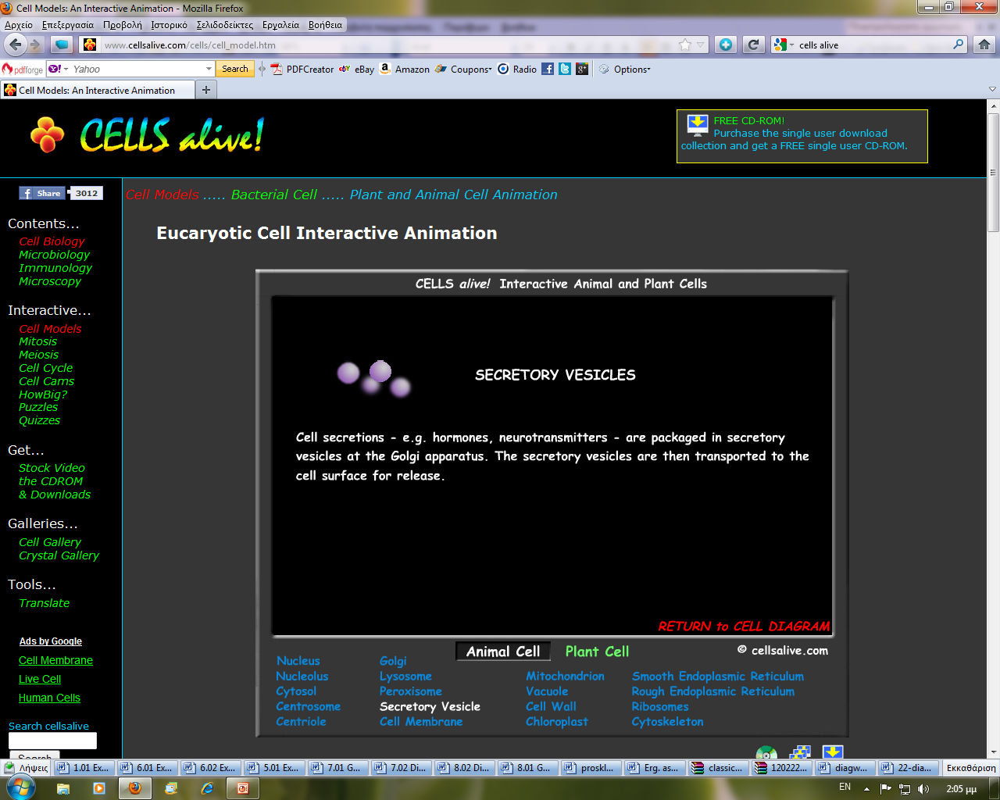 Cell Models: An Interactive Animation - Mozilla Firefox
Αρχείο Επεξεργασία Προβολή Ιστορικό Σελιδοδείκτες Εργαλεία Βοήθεια
www.cellsalive.com/cells/cell_model.htm
cells alive
pdfforge Yahoo Search PDFCreator eBay Amazon Coupons Radio Options
Cell Models: An Interactive Animation
CELLS alive!
FREE CD-ROM!
Purchase the single user download
collection and get a FREE single user CD-ROM.
Share 3012
Cell Models ..... Bacterial Cell ..... Plant and Animal Cell Animation
Contents...
Cell Biology
Microbiology
Immunology
Microscopy
Interactive...
Cell Models
Mitosis
Meiosis
Cell Cycle
Cell Cams
HowBig?
Puzzles
Quizzes
Get...
Stock Video
the CDROM
& Downloads
Galleries...
Cell Gallery
Crystal Gallery
Tools...
Translate
Ads by Google
Cell Membrane
Live Cell
Human Cells
Search cellsalive
Search
Eucaryotic Cell Interactive Animation
CELLS alive! Interactive Animal and Plant Cells
SECRETORY VESICLES
Cell secretions - e.g. hormones, neurotransmitters - are packaged in secretory
vesicles at the Golgi apparatus. The secretory vesicles are then transported to the
cell surface for release.
RETURN to CELL DIAGRAM
Animal Cell Plant Cell © cellsalive.com
Nucleus Golgi
Nucleolus Lysosome Mitochondrion Smooth Endoplasmic Reticulum
Cytosol Peroxisome Vacuole Rough Endoplasmic Reticulum
Centrosome Secretory Vesicle Cell Wall Ribosomes
Centriole Cell Membrane Chloroplast Cytoskeleton
Λήψεις 1.01 Ex... 6.01 Ex... 6.02 Ex... 5.01 Ex... 7.01 G... 7.02 Di... 8.02 Di... 8.01 G... proskl... Erg. as... classic... 120222... diagw... 22-dia... Εκκαθάριση
EN 2:05 μμ